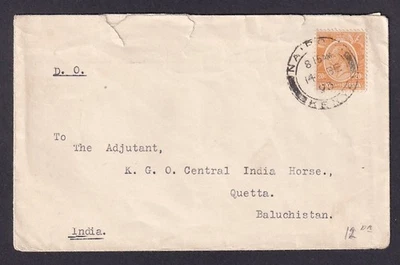 D. O.
To
The Adjutant,
K. G. O. Central India Horse.,
Quetta.
Baluchistan.
India.
12